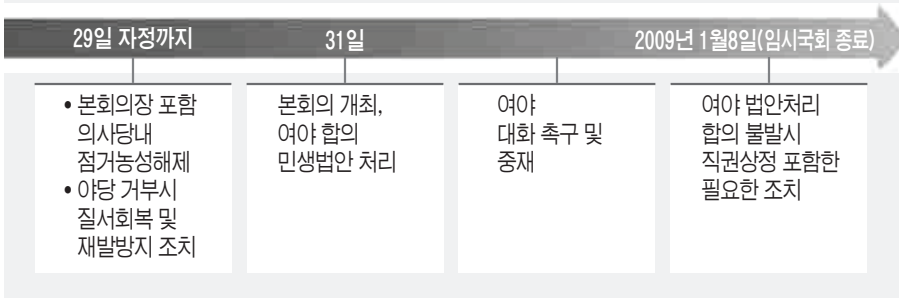 29일 자정까지
31일
2009년 1월8일(임시국회 종료)
• 본회의장 포함
의사당내
점거농성해제
• 야당 거부시
질서회복 및
재발방지 조치
본회의 개최,
여야 합의
민생법안 처리
여야
대화 촉구 및
중재
여야 법안처리
합의 불발시
직권상정 포함한
필요한 조치